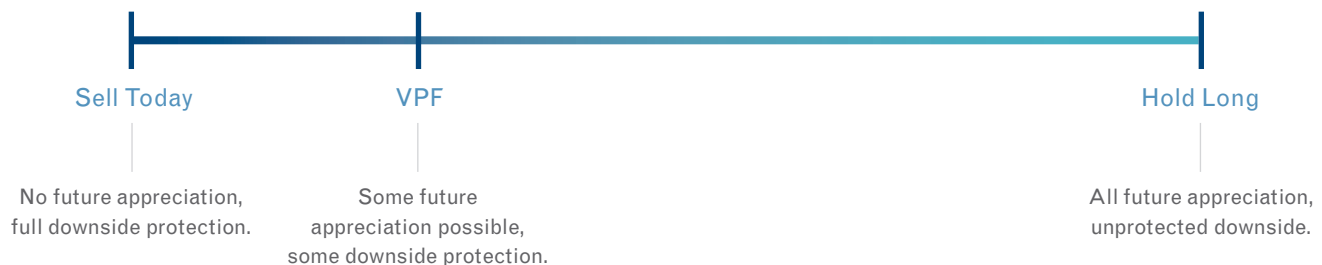 Sell Today
VPF
Hold Long
No future appreciation,
full downside protection.
Some future
appreciation possible,
some downside protection.
All future appreciation,
unprotected downside.